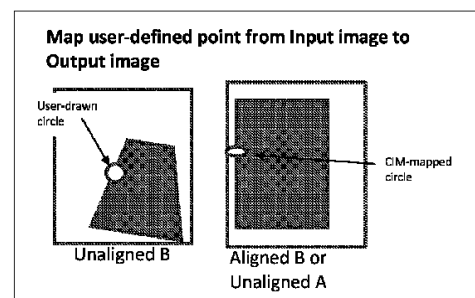 Map user-defined point from Input image to
Output image
User-drawn
circle
CIM-mapped
circle
Unaligned B
Aligned B or
Unaligned A